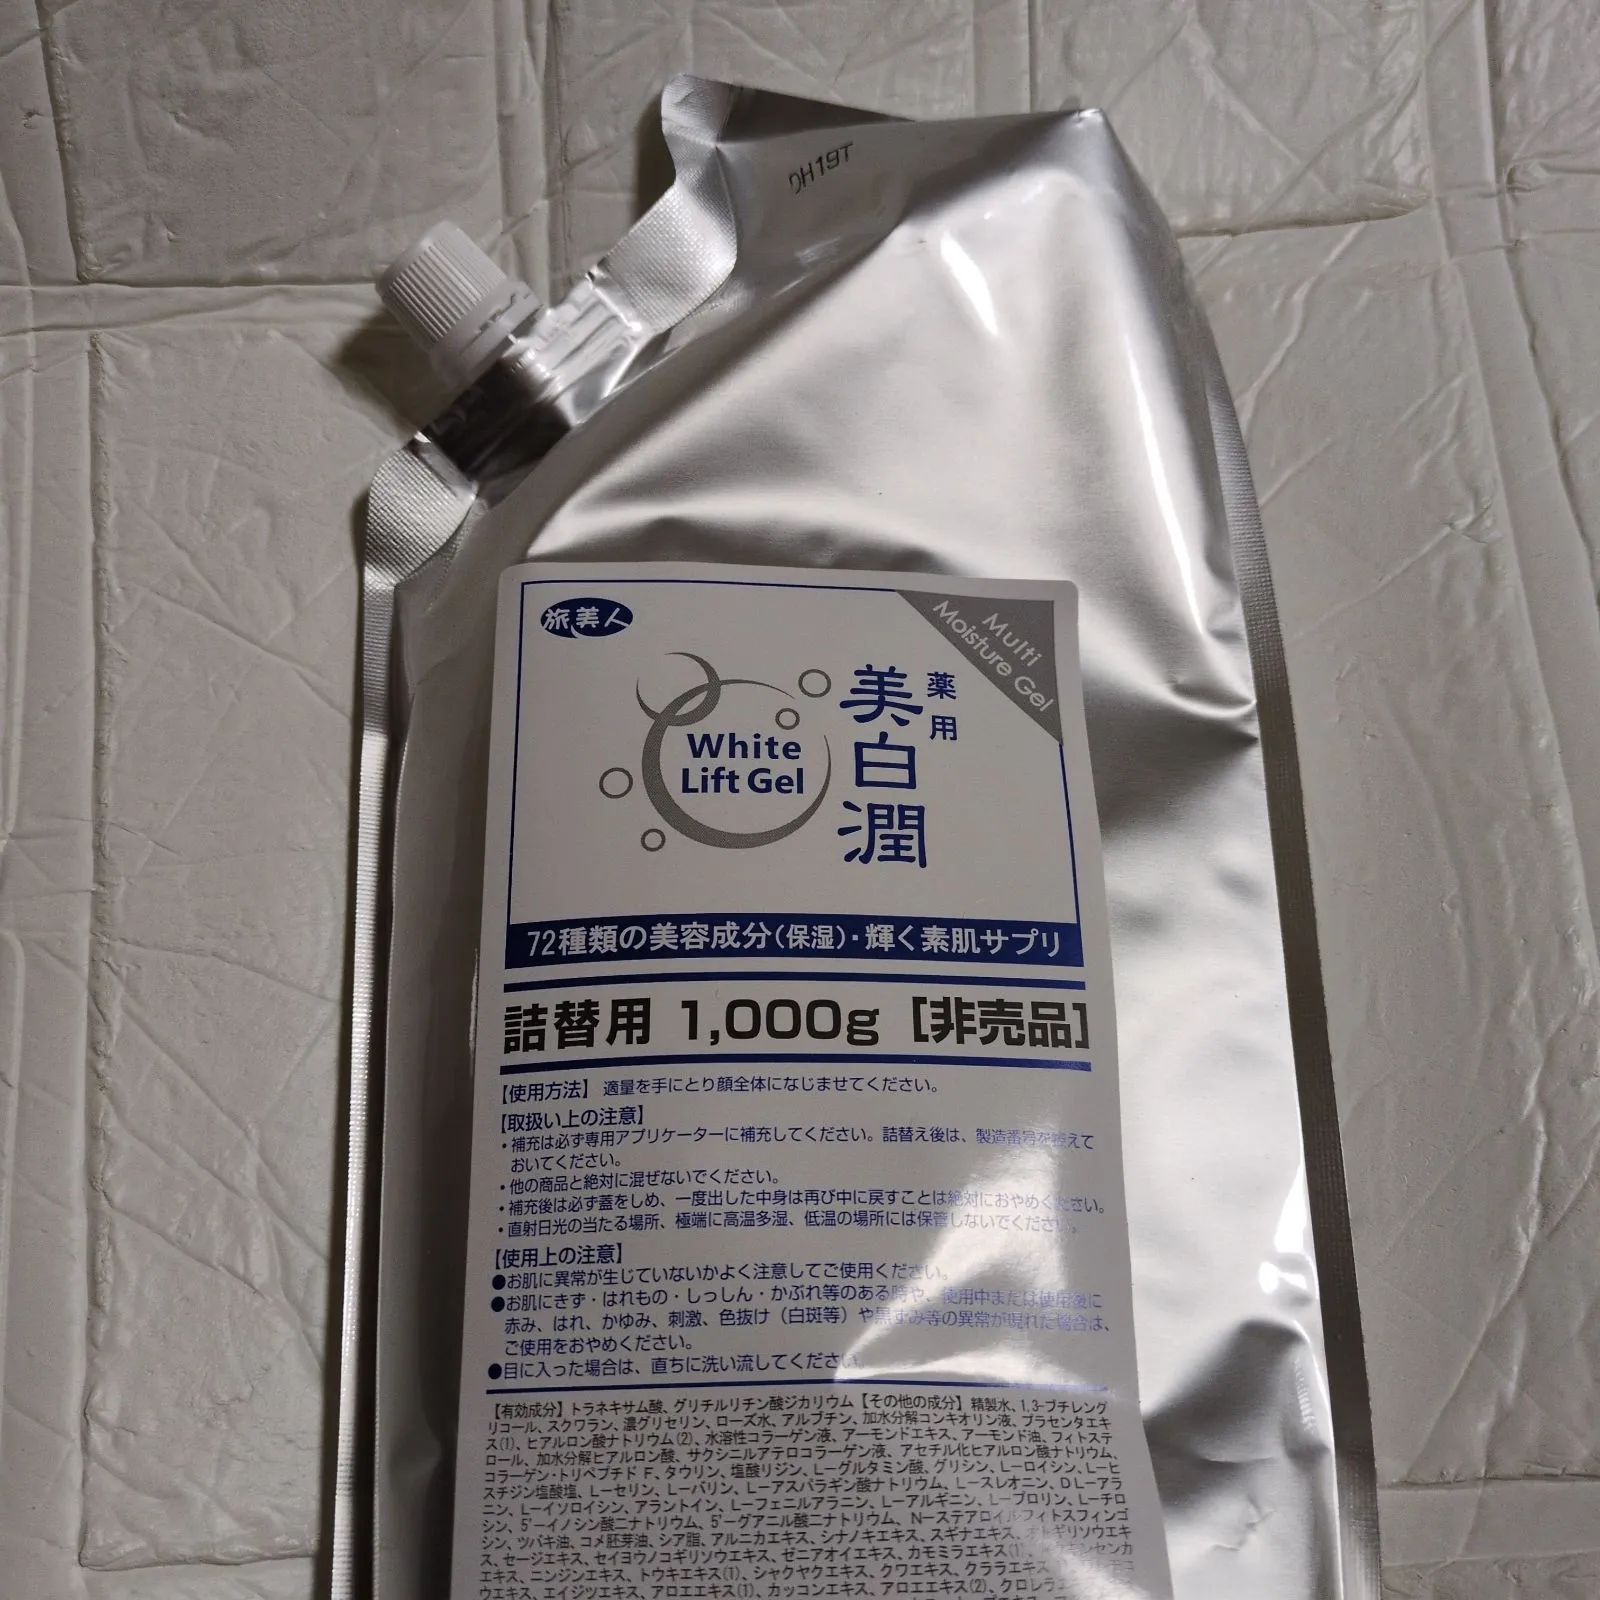 DH19T
旅美人
Multi
Moisture Gel
薬用
美白潤
White
Lift Gel
72種類の美容成分(保湿)・輝く素肌サプリ
詰替用 1,000g [非売品]
【使用方法】 適量を手にとり顔全体になじませてください。
【取扱い上の注意】
・補充は必ず専用アプリケーターに補充してください。詰替え後は、製造番号を控えて
おいてください。
・他の商品と絶対に混ぜないでください。
・補充後は必ず蓋をしめ、一度出した中身は再び中に戻すことは絶対におやめください。
・直射日光の当たる場所、極端に高温多湿、低温の場所には保管しないでください。
【使用上の注意】
●お肌に異常が生じていないかよく注意してご使用ください。
●お肌にきず・はれもの・しっしん・かぶれ等のある時や、使用中または使用後に
赤み、はれ、かゆみ、刺激、色抜け(白斑等)や黒ずみ等の異常が現れた場合は、
ご使用をおやめください。
●目に入った場合は、直ちに洗い流してください。
【有効成分】トラネキサム酸、グリチルリチン酸ジカリウム【その他の成分】精製水、1,3-ブチレング
リコール、スクワラン、濃グリセリン、ローズ水、アルブチン、加水分解コンキオリン液、プラセンタエキ
ス(1)、ヒアルロン酸ナトリウム(2)、水溶性コラーゲン液、アーモンドエキス、アーモンド油、フィトステ
ロール、加水分解ヒアルロン酸、サクシニルアテロコラーゲン液、アセチル化ヒアルロン酸ナトリウム、
コラーゲン・トリペプチド F、タウリン、塩酸リジン、L-グルタミン酸、グリシン、L-ロイシン、L-ヒ
スチジン塩酸塩、L-セリン、L-バリン、L-アスパラギン酸ナトリウム、L-スレオニン、DL-アラ
ニン、L-イソロイシン、アラントイン、L-フェニルアラニン、L-アルギニン、L-プロリン、L-チロ
シン、5'-イノシン酸二ナトリウム、5'-グアニル酸二ナトリウム、N-ステアロイルフィトスフィンゴ
シン、ツバキ油、コメ胚芽油、シア脂、アルニカエキス、シナノキエキス、スギナエキス、オトギリソウエキ
ス、セージエキス、セイヨウノコギリソウエキス、ゼニアオイエキス、カモミラエキス(1)、
エキス、ニンジンエキス、トウキエキス(1)、シャクヤクエキス、クワエキス、クララエキス、
ウエキス、エイジツエキス、アロエエキス(1)、カッコンエキス、アロエエキス(2)、クロレラ